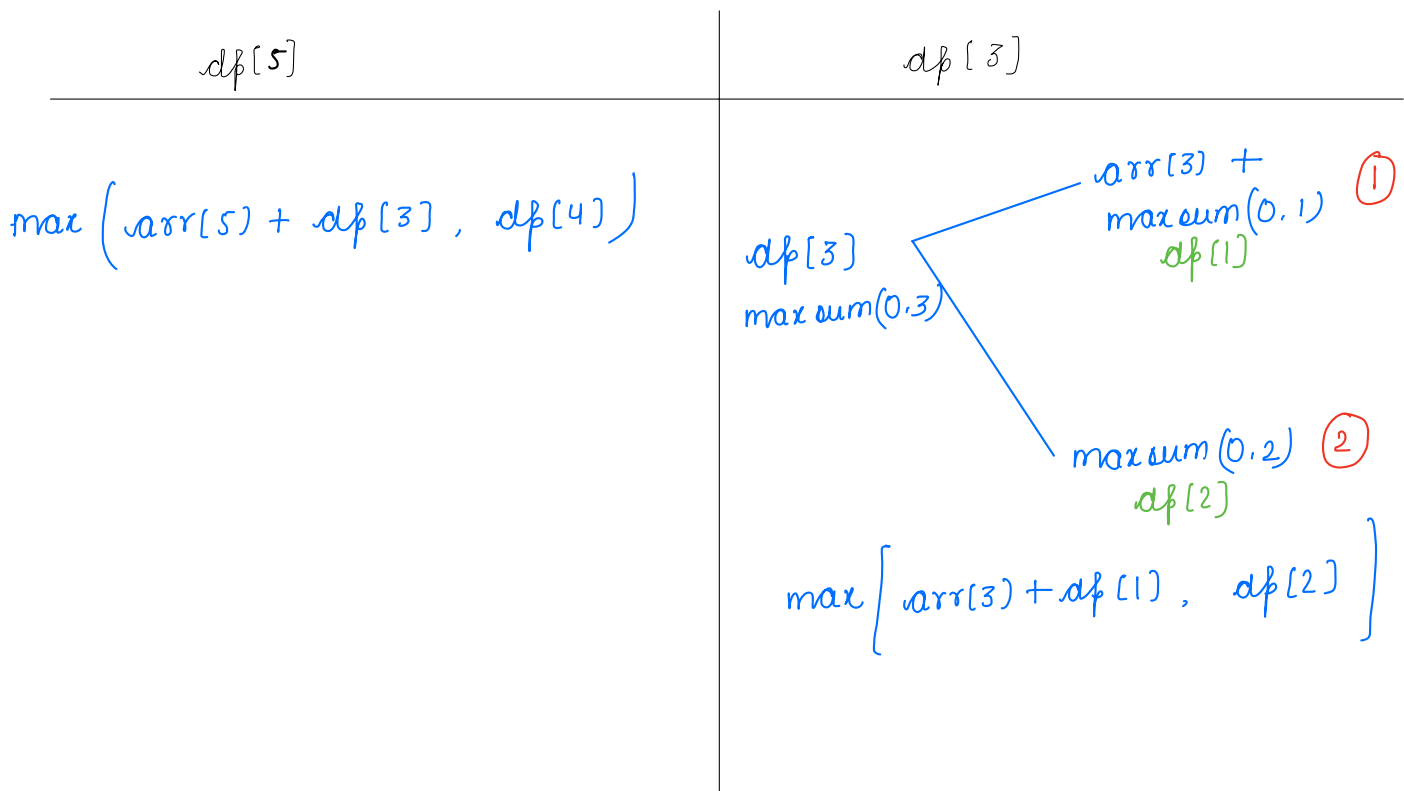 dp[5]
max (arr[5) + dp[3], dp[4])
dp[3]
arr[3) +
1
maxsum(0,1)
dp[1]
dp[3]
maxsum(0,3)
maxsum(0,2)
2
dp[2]
max [arr[3) + dp[1], dp[2]]